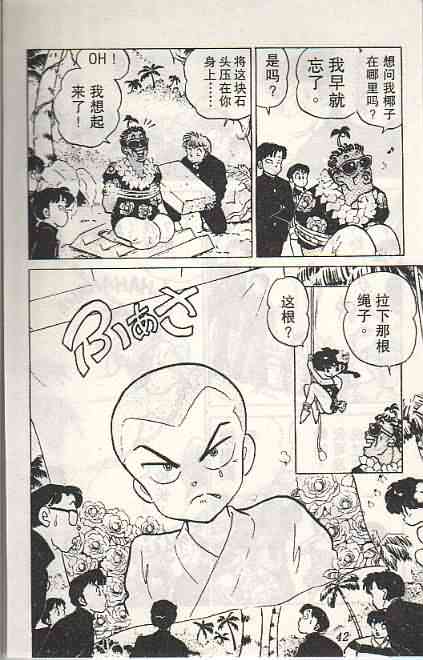 想问我椰子
在哪里吗？
我早就
忘了。
是吗？
将这块石
头压在你
身上……
OH！
我想起
来了！
拉下那根
绳子。
这根？
ふぁさ
42